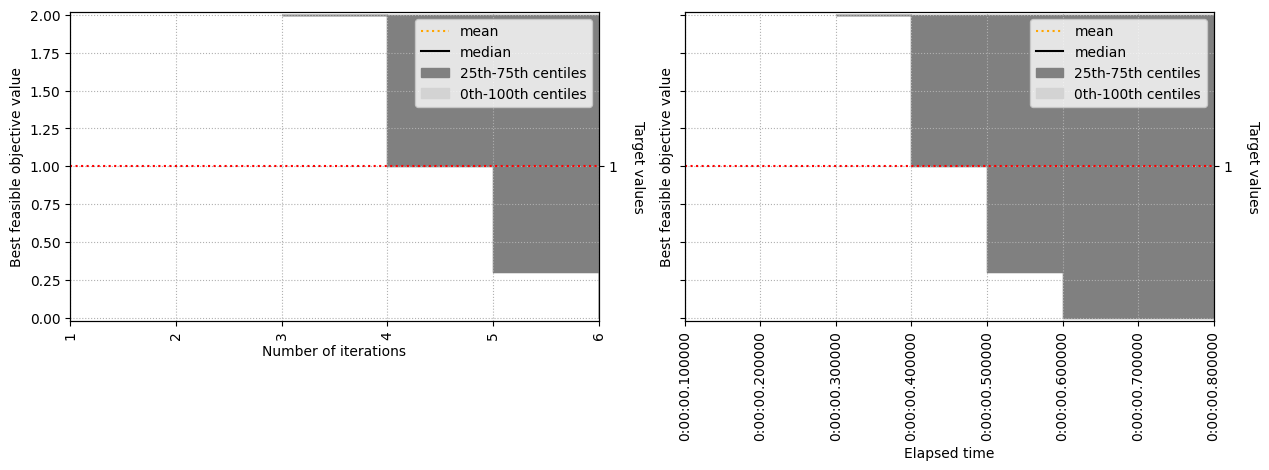 2.00
1.75
1.50
1.25
1.00
0.75
0.50
0.25
0.00
Best feasible objective value
1
2
3
4
5
6
Number of iterations
mean
median
25th-75th centiles
0th-100th centiles
1
Target values
Best feasible objective value
0:00:00.100000
0:00:00.200000
0:00:00.300000
0:00:00.400000
0:00:00.500000
0:00:00.600000
0:00:00.700000
0:00:00.800000
Elapsed time
mean
median
25th-75th centiles
0th-100th centiles
1
Target values